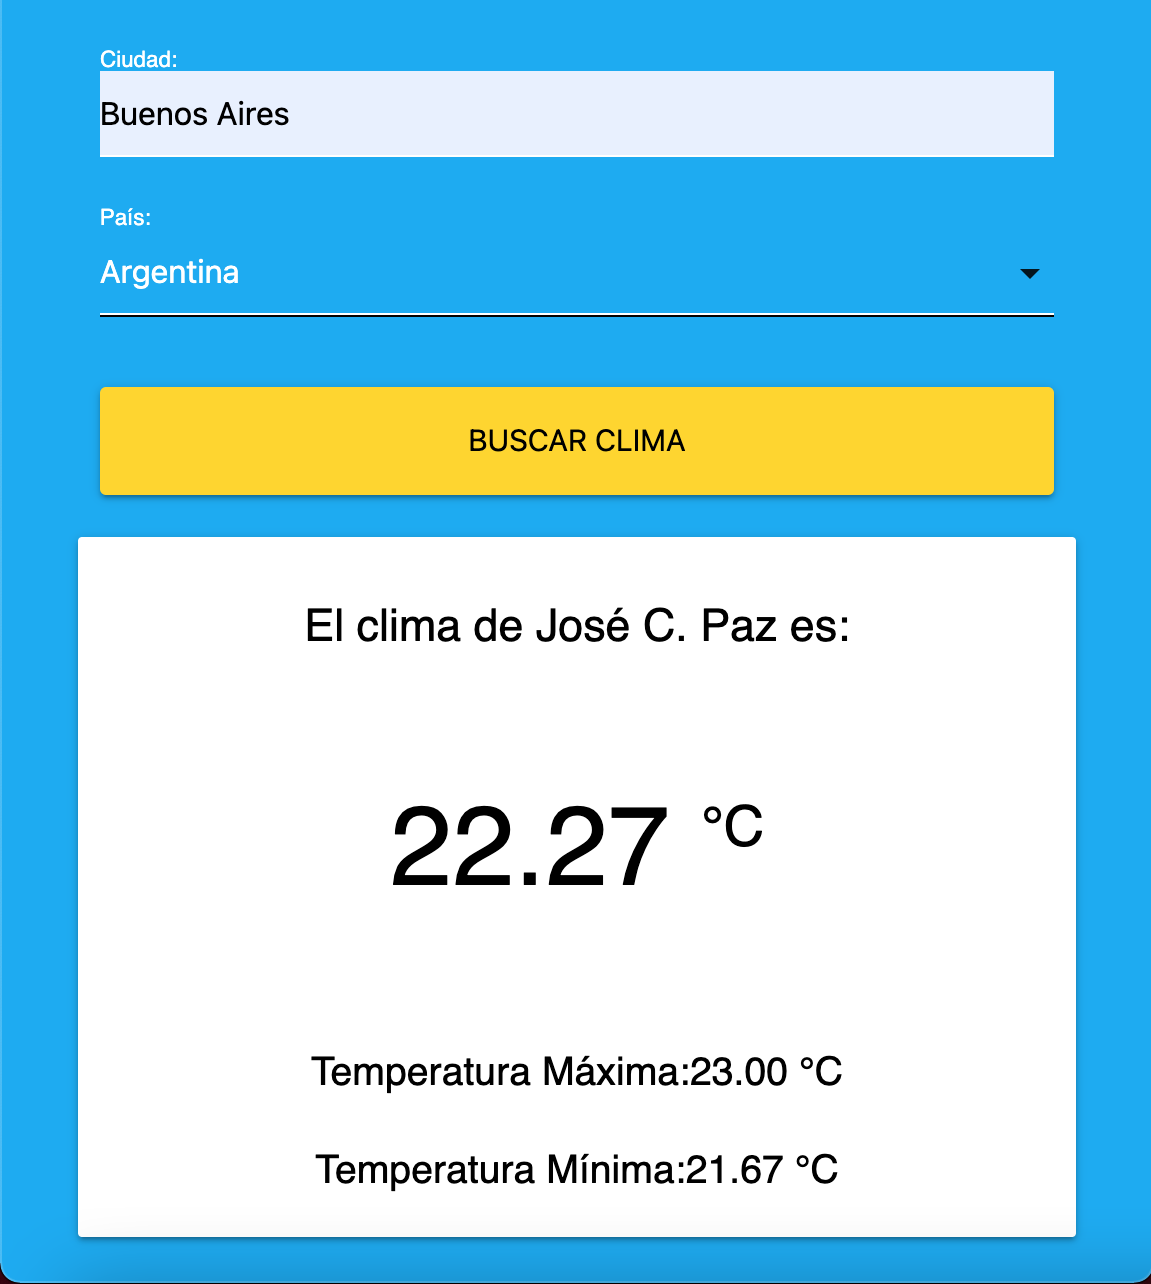 Ciudad:
Buenos Aires
País:
Argentina
BUSCAR CLIMA
El clima de José C. Paz es:
22.27 °C
Temperatura Máxima:23.00 °C
Temperatura Mínima:21.67 °C